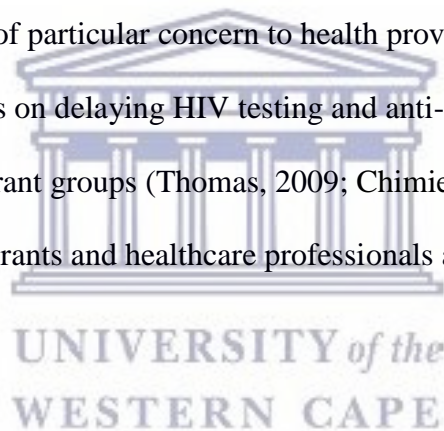 of particular concern to health prov
s on delaying HIV testing and anti-
rant groups (Thomas, 2009; Chimie
rants and healthcare professionals a
UNIVERSITY of the
WESTERN CAPE